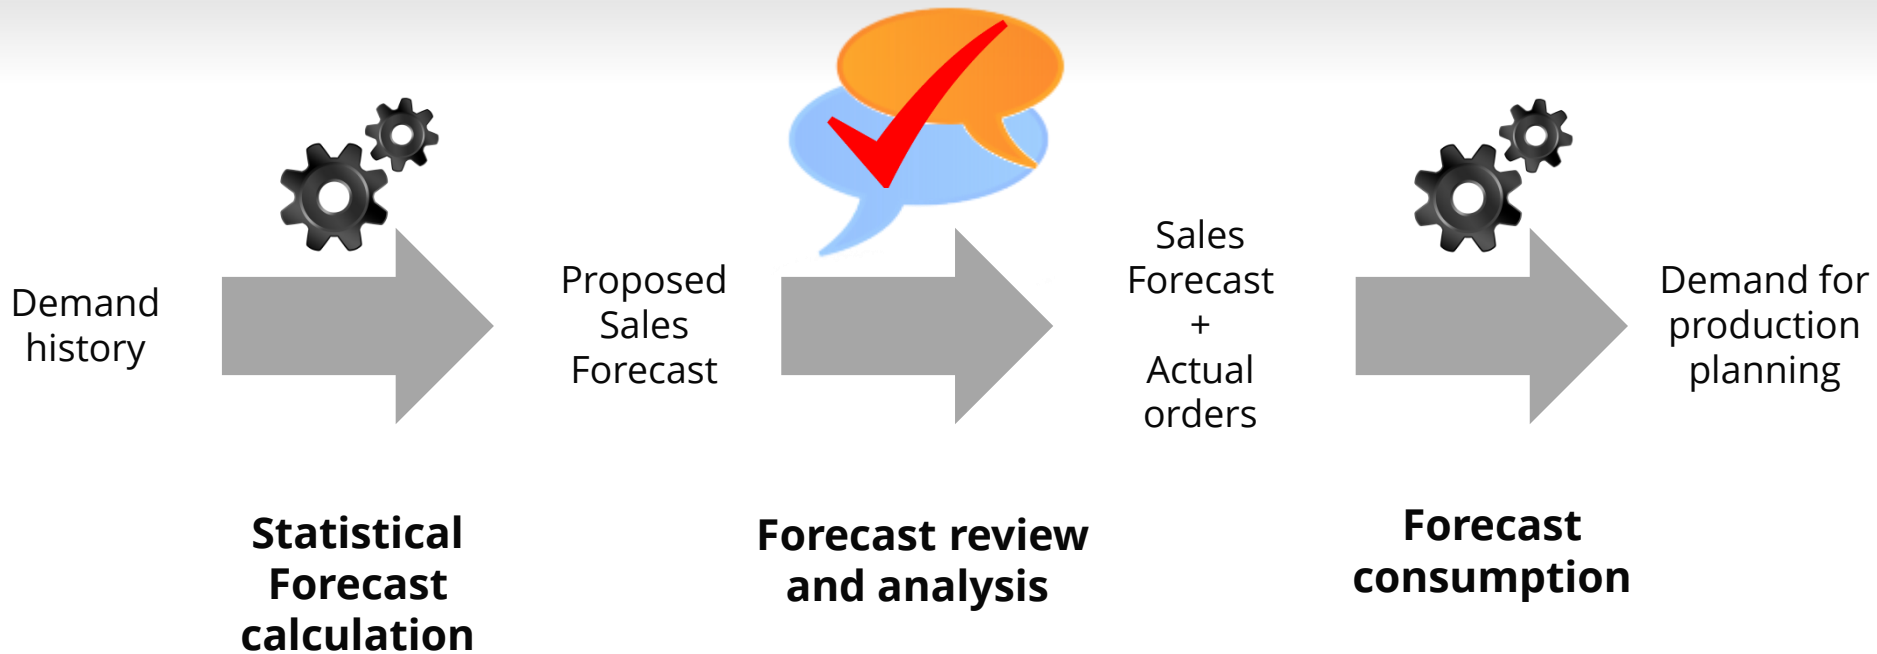 Demand
history
Proposed
Sales
Forecast
Sales
Forecast
+
Actual
orders
Demand for
production
planning
Statistical
Forecast
calculation
Forecast review
and analysis
Forecast
consumption